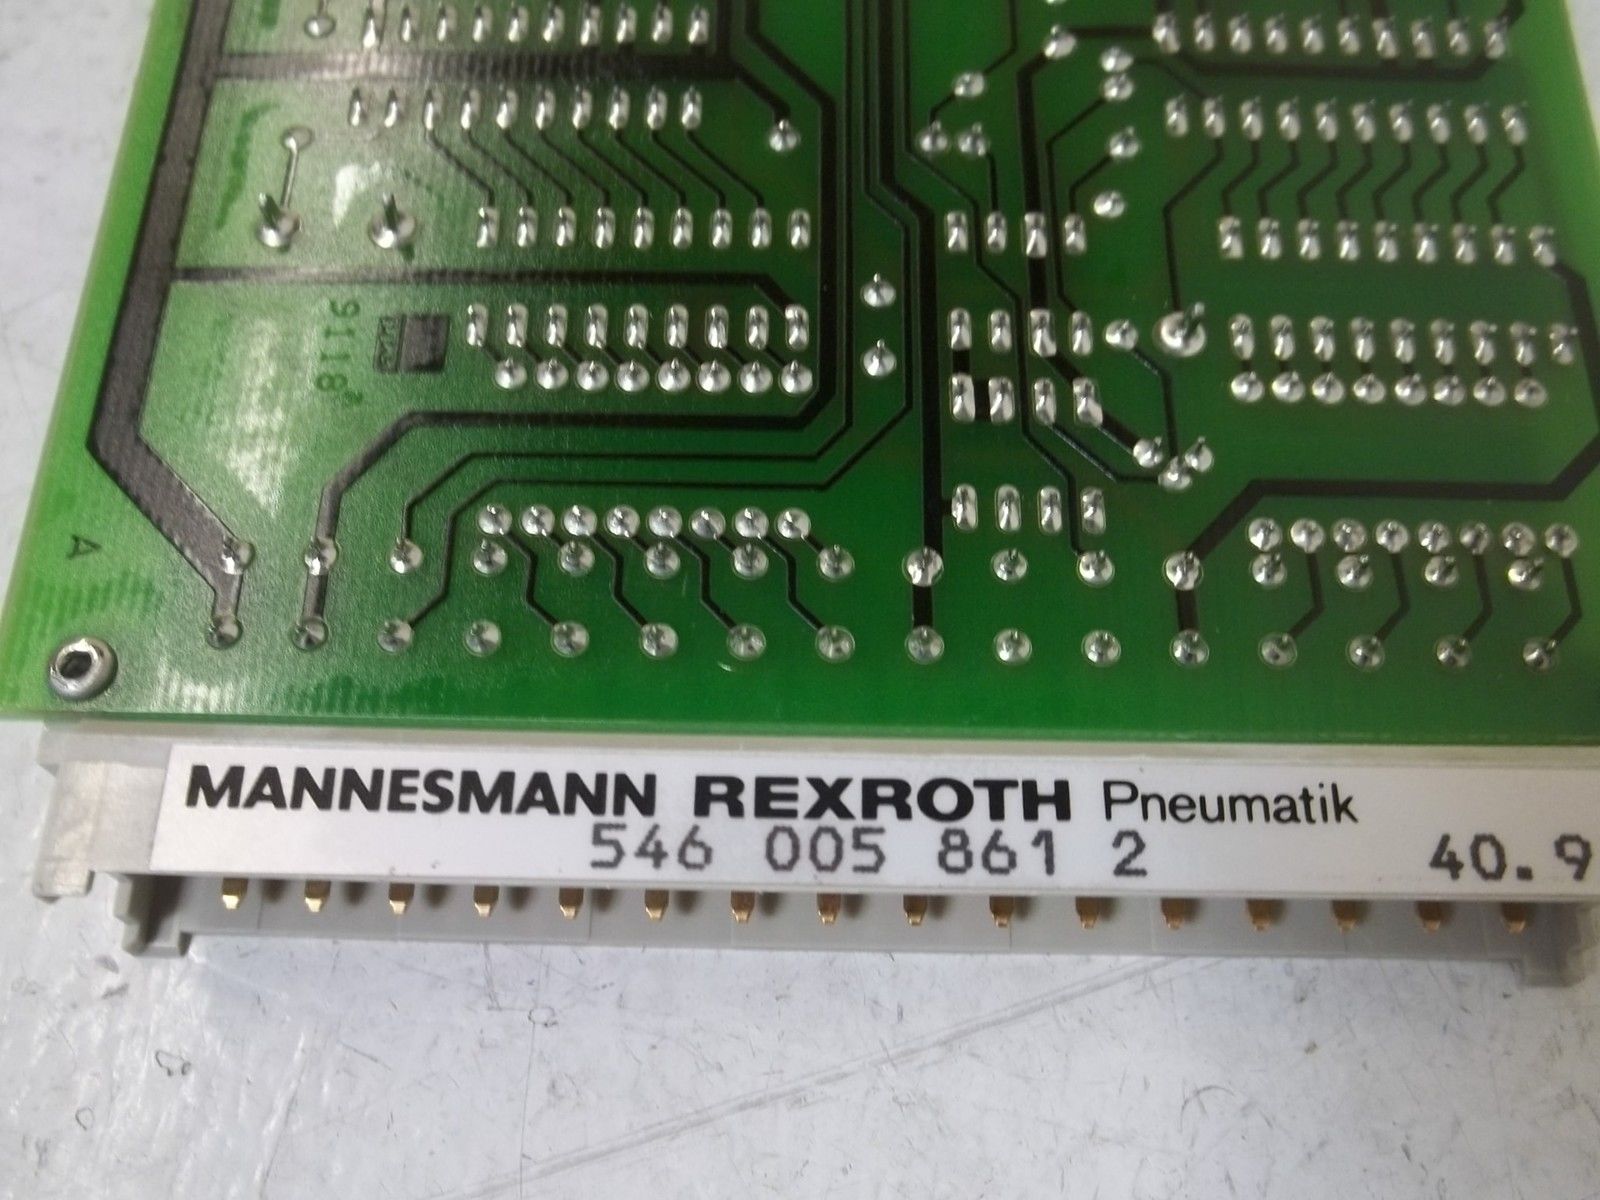 9118
A
MANNESMANN REXROTH Pneumatik
546 005 861 2 40.9